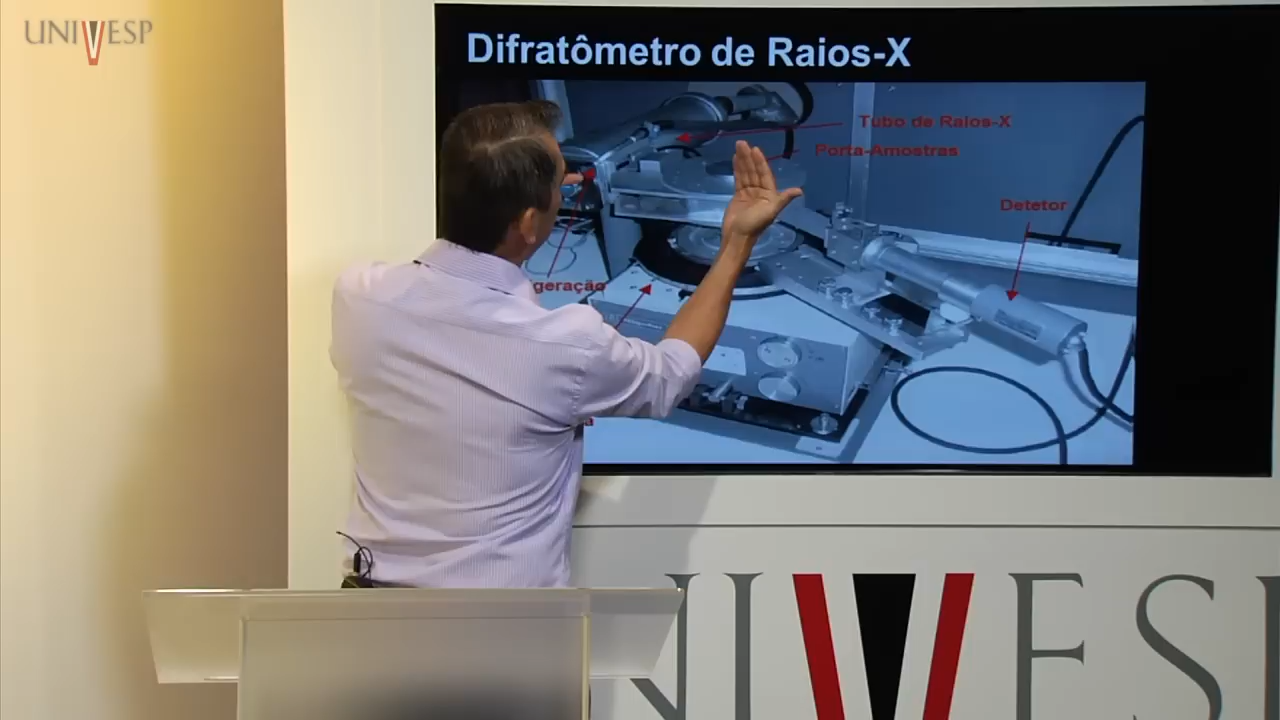 UNIVESP
Difratômetro de Raios-X
Tubo de Raios-X
Porta-Amostras
Detetor
geração
UNIVESP